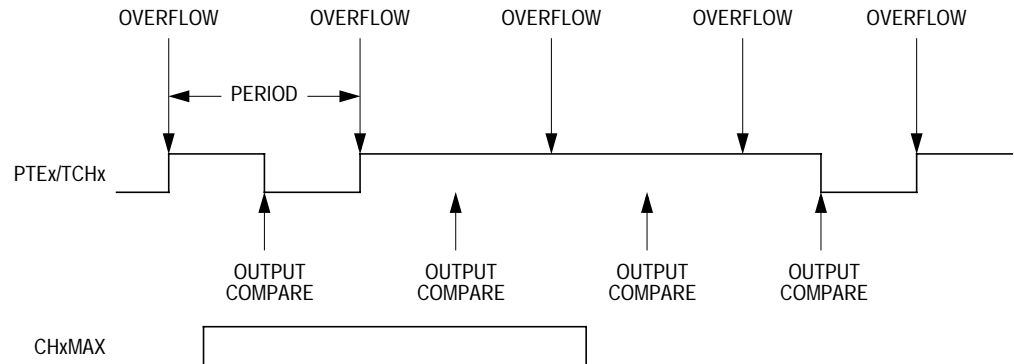 OVERFLOW OVERFLOW OVERFLOW OVERFLOW OVERFLOW
PERIOD
PTEx/TCHx
OUTPUT COMPARE
OUTPUT COMPARE
OUTPUT COMPARE
OUTPUT COMPARE
CHxMAX